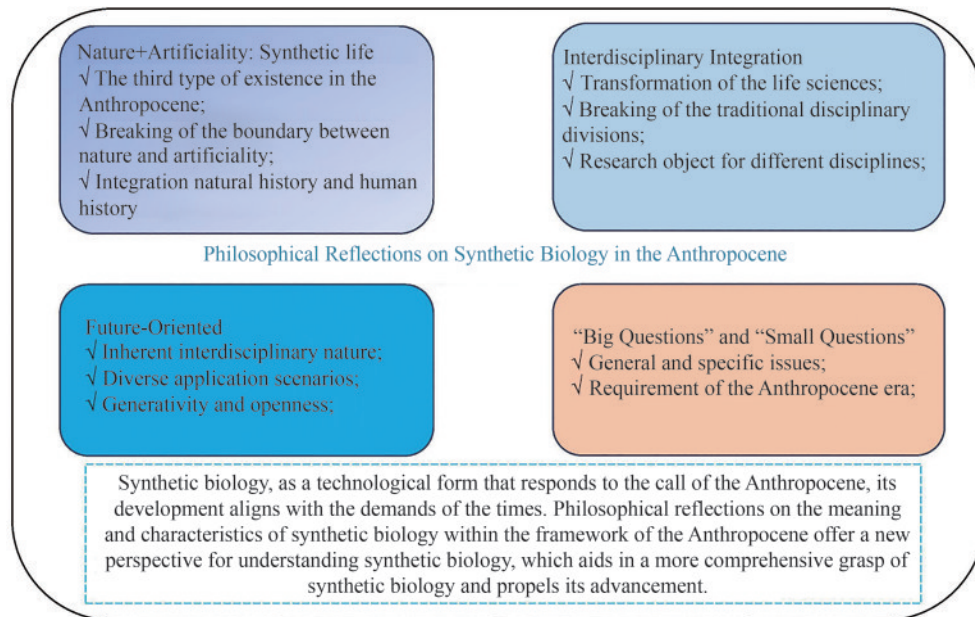 Nature+Artificiality: Synthetic life
√ The third type of existence in the
Anthropocene;
√ Breaking of the boundary between
nature and artificiality;
√ Integration natural history and human
history
Interdisciplinary Integration
√ Transformation of the life sciences;
√ Breaking of the traditional disciplinary
divisions;
√ Research object for different disciplines;
Philosophical Reflections on Synthetic Biology in the Anthropocene
Future-Oriented
√ Inherent interdisciplinary nature;
√ Diverse application scenarios;
√ Generativity and openness;
“Big Questions” and “Small Questions”
√ General and specific issues;
√ Requirement of the Anthropocene era;
Synthetic biology, as a technological form that responds to the call of the Anthropocene, its
development aligns with the demands of the times. Philosophical reflections on the meaning
and characteristics of synthetic biology within the framework of the Anthropocene offer a new
perspective for understanding synthetic biology, which aids in a more comprehensive grasp of
synthetic biology and propels its advancement.